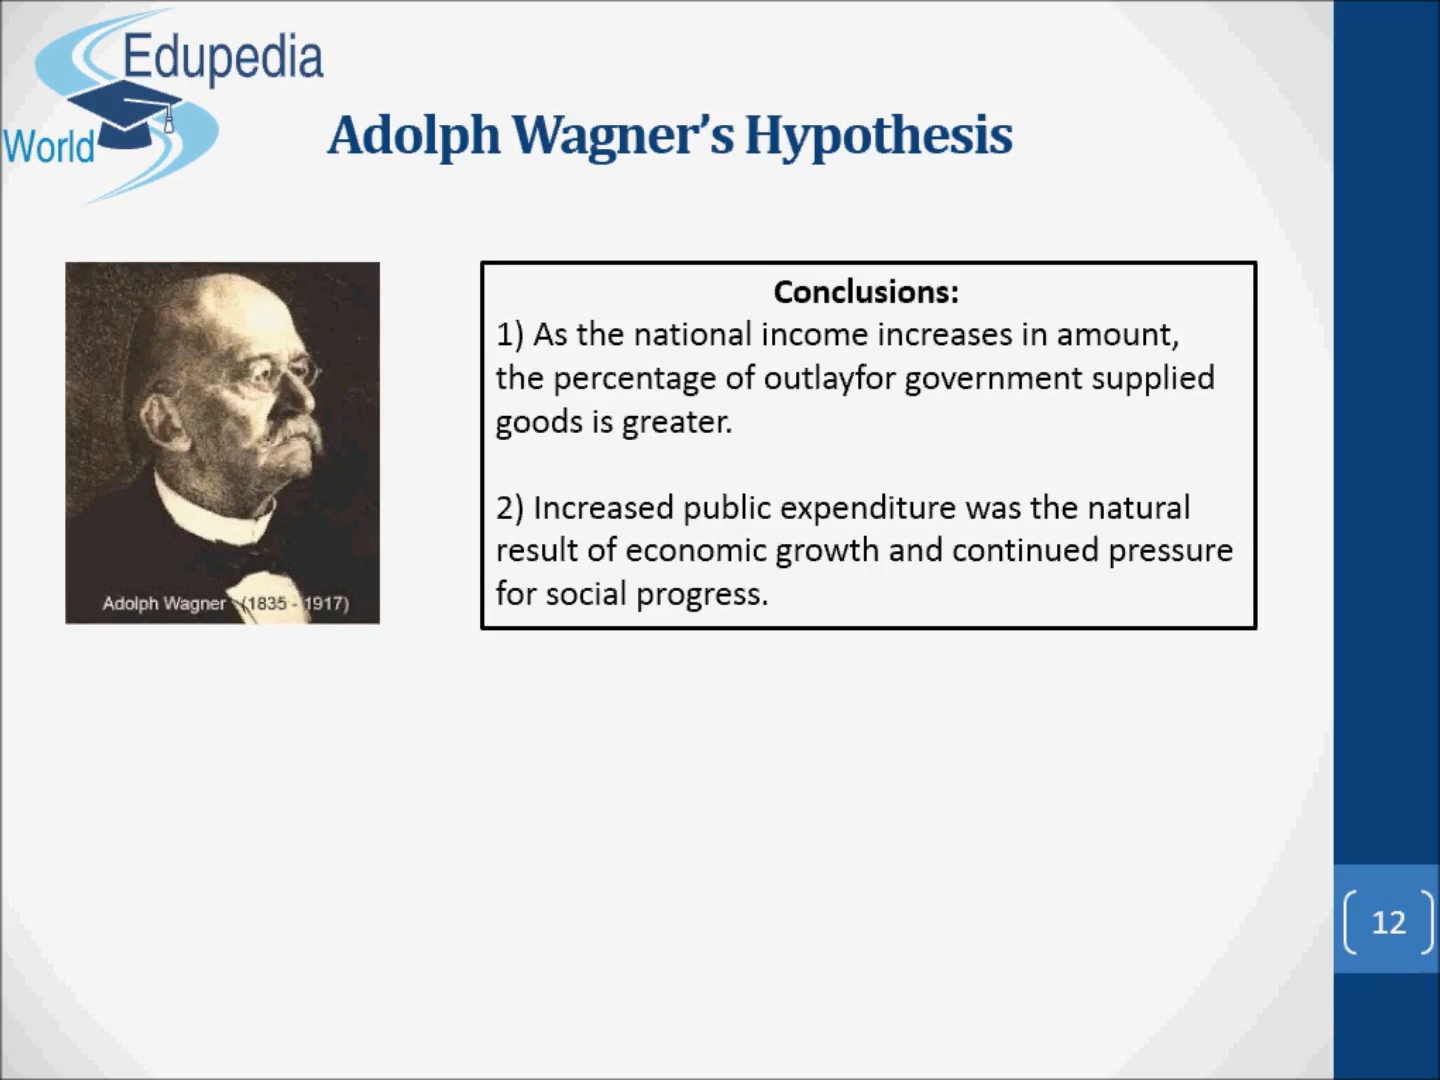 Edupedia
World
Adolph Wagner's Hypothesis
Conclusions:
1) As the national income increases in amount,
the percentage of outlayfor government supplied
goods is greater.
2) Increased public expenditure was the natural
result of economic growth and continued pressure
for social progress.
Adolph Wagner (1835 - 1917)
12